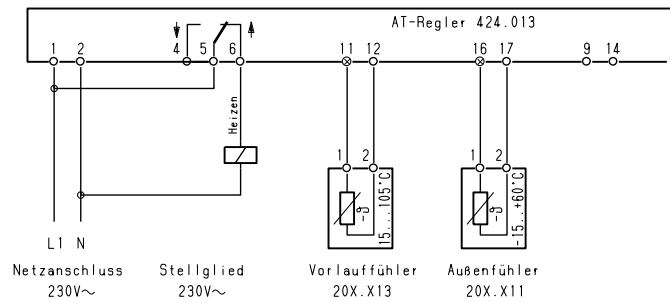 AT-Regler 424.013
1 2 4 5 6 11 12 16 17 9 14
Heizen
1 2 1 2
-ϑ 15...105°C -ϑ -15...+60°C
L1 N
Netzanschluss Stellglied Vorlauffühler Außenfühler
230V~ 230V~ 20X.X13 20X.X11